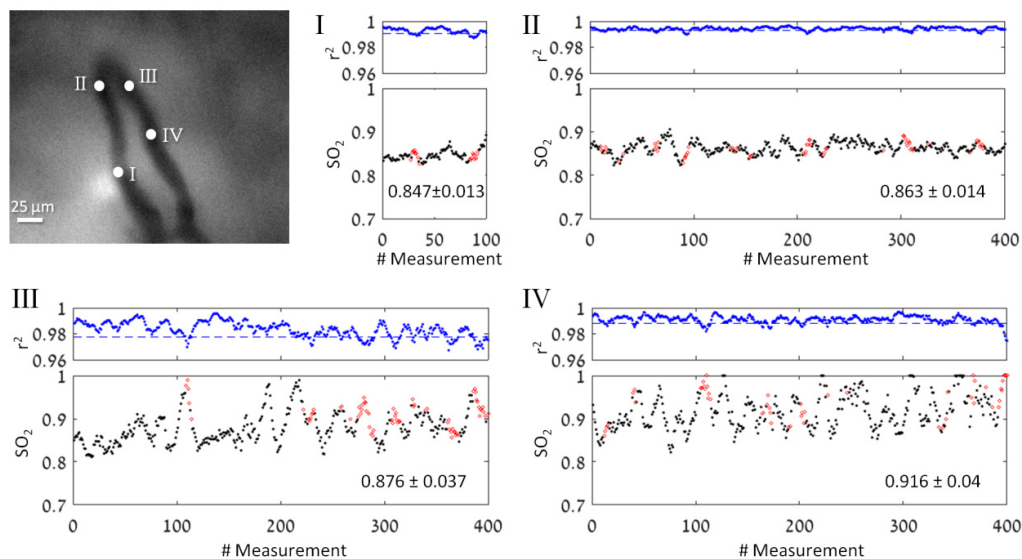 II
III
IV
I
25 µm
I
r²
1
0.98
0.96
SO₂
1
0.9
0.8
0.7
0.847±0.013
0 50 100
# Measurement
II
r²
1
0.98
0.96
SO₂
1
0.9
0.8
0.7
0.863 ± 0.014
0 100 200 300 400
# Measurement
III
r²
1
0.98
0.96
SO₂
1
0.9
0.8
0.7
0.876 ± 0.037
0 100 200 300 400
# Measurement
IV
r²
1
0.98
0.96
SO₂
1
0.9
0.8
0.7
0.916 ± 0.04
0 100 200 300 400
# Measurement